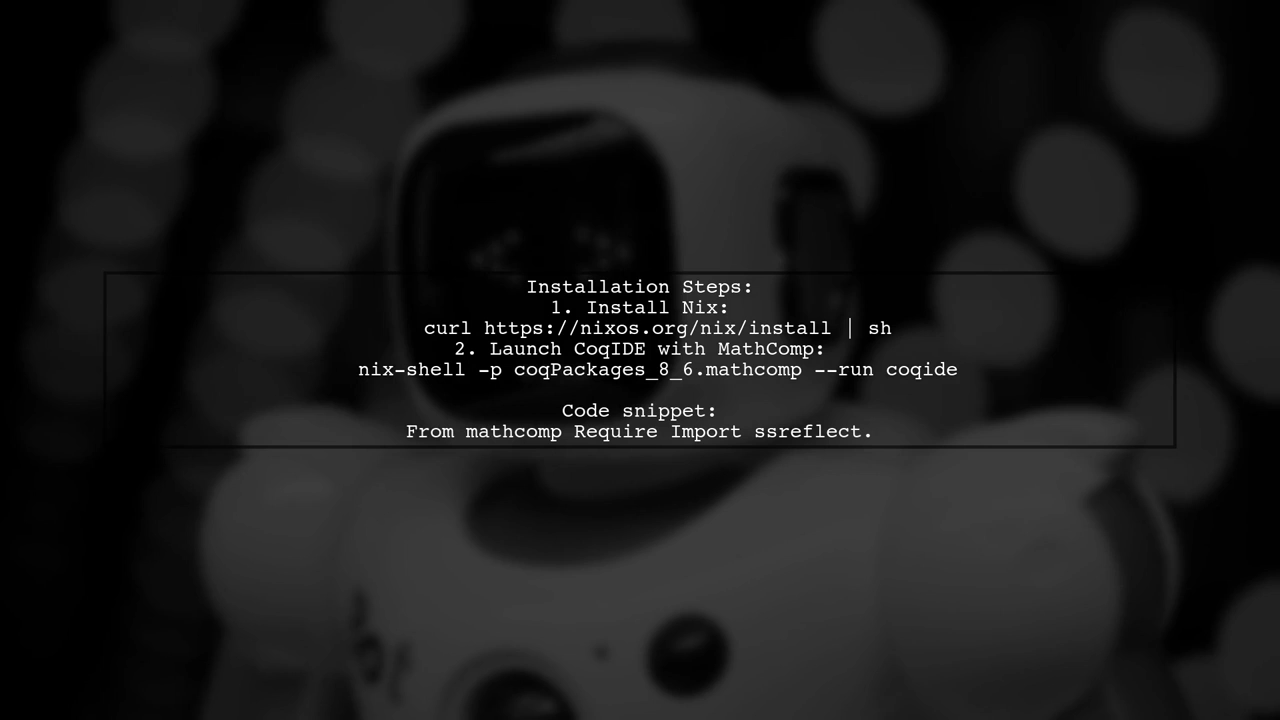 Installation Steps:
1. Install Nix:
curl https://nixos.org/nix/install | sh
2. Launch CoqIDE with MathComp:
nix-shell -p coqPackages_8_6.mathcomp --run coqide
Code snippet:
From mathcomp Require Import ssreflect.